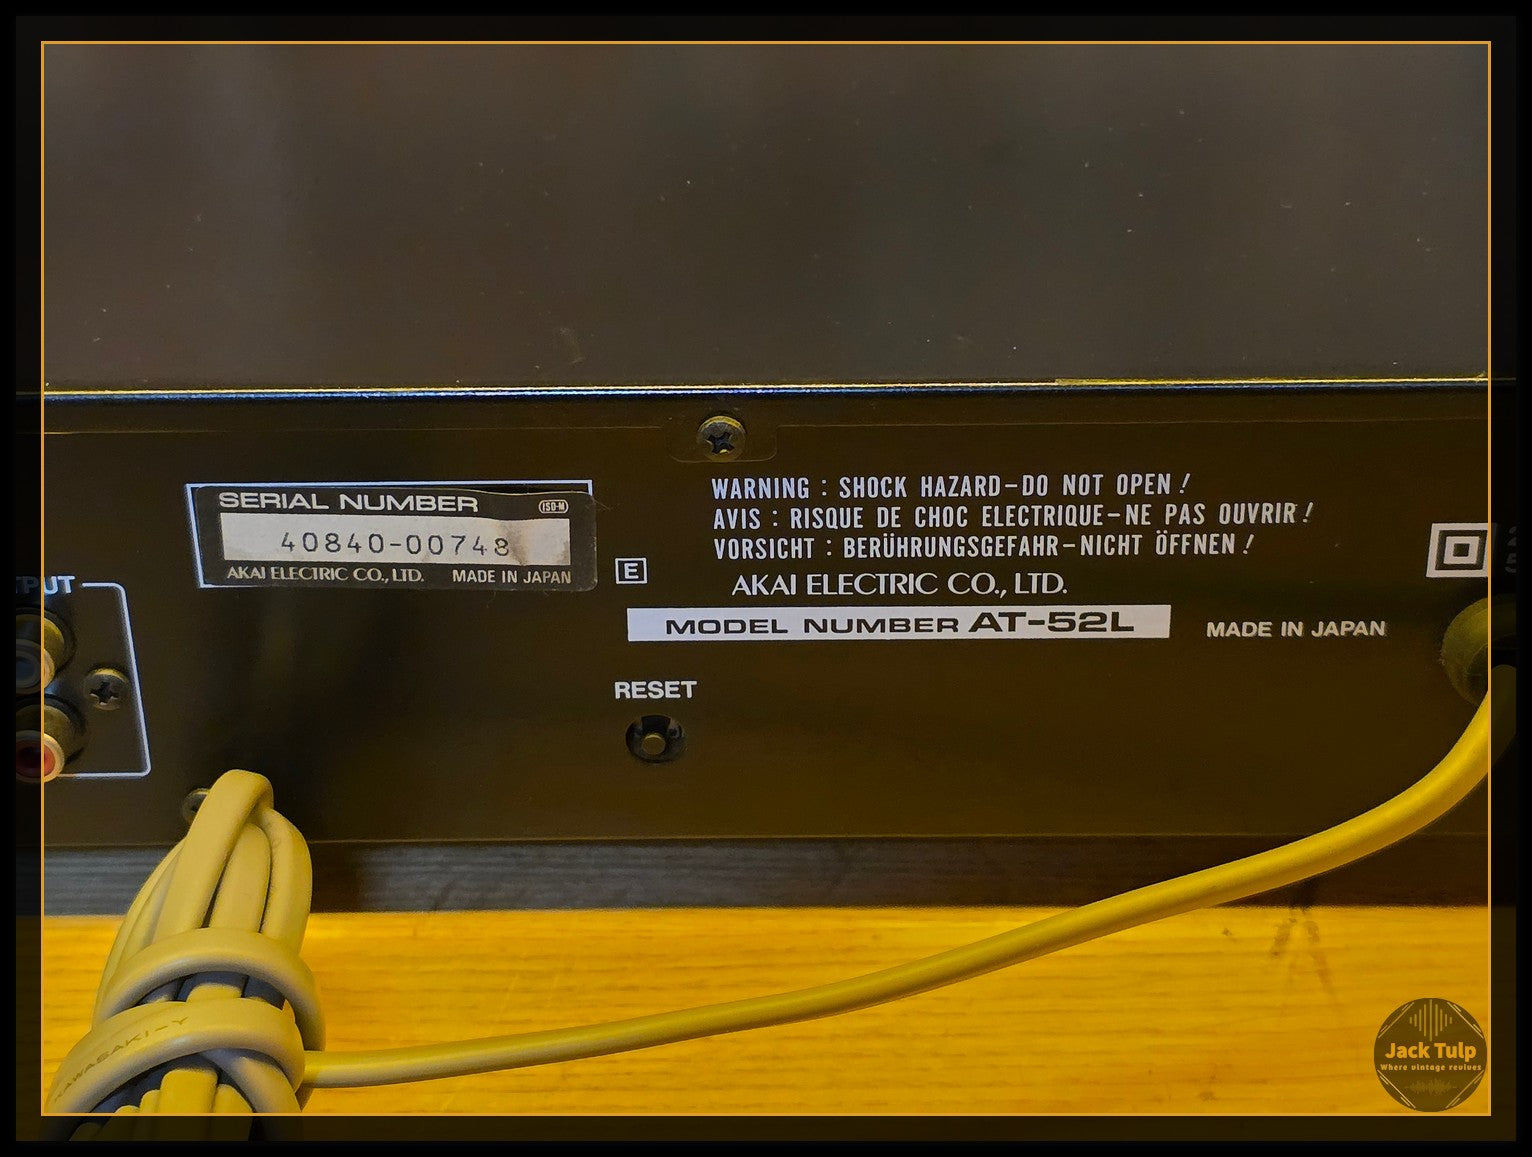 SERIAL NUMBER
ISO-M
40840-00748
AKAI ELECTRIC CO., LTD. MADE IN JAPAN
WARNING : SHOCK HAZARD–DO NOT OPEN !
AVIS : RISQUE DE CHOC ELECTRIQUE–NE PAS OUVRIR !
VORSICHT : BERÜHRUNGSGEFAHR–NICHT ÖFFNEN !
E
AKAI ELECTRIC CO., LTD.
MODEL NUMBER AT-52L
MADE IN JAPAN
RESET
KAWASAKI-Y
Jack Tulp
Where vintage revives